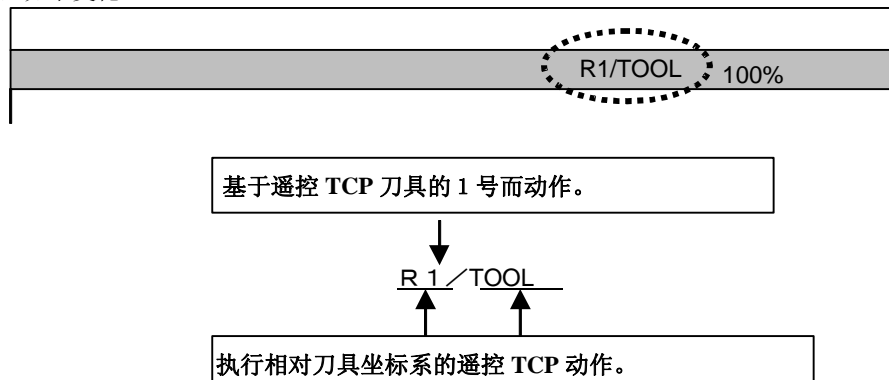 R1/TOOL 100%
基于遥控 TCP 刀具的 1 号而动作。
R 1／TOOL
执行相对刀具坐标系的遥控 TCP 动作。